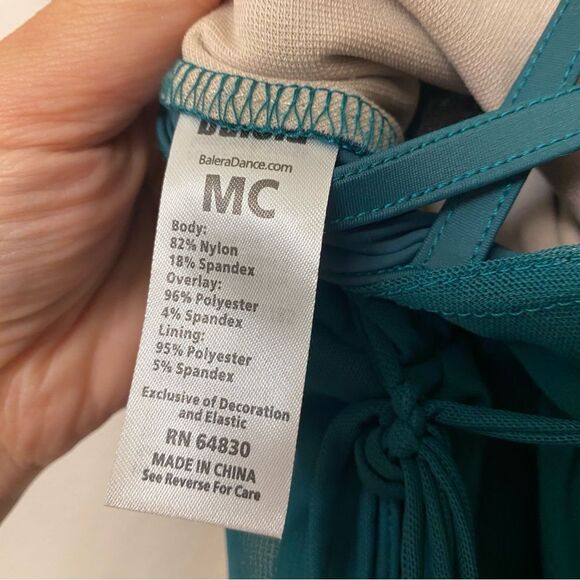 Balera
BaleraDance.com
MC
Body:
82% Nylon
18% Spandex
Overlay:
96% Polyester
4% Spandex
Lining:
95% Polyester
5% Spandex
Exclusive of Decoration
and Elastic
RN 64830
MADE IN CHINA
See Reverse For Care